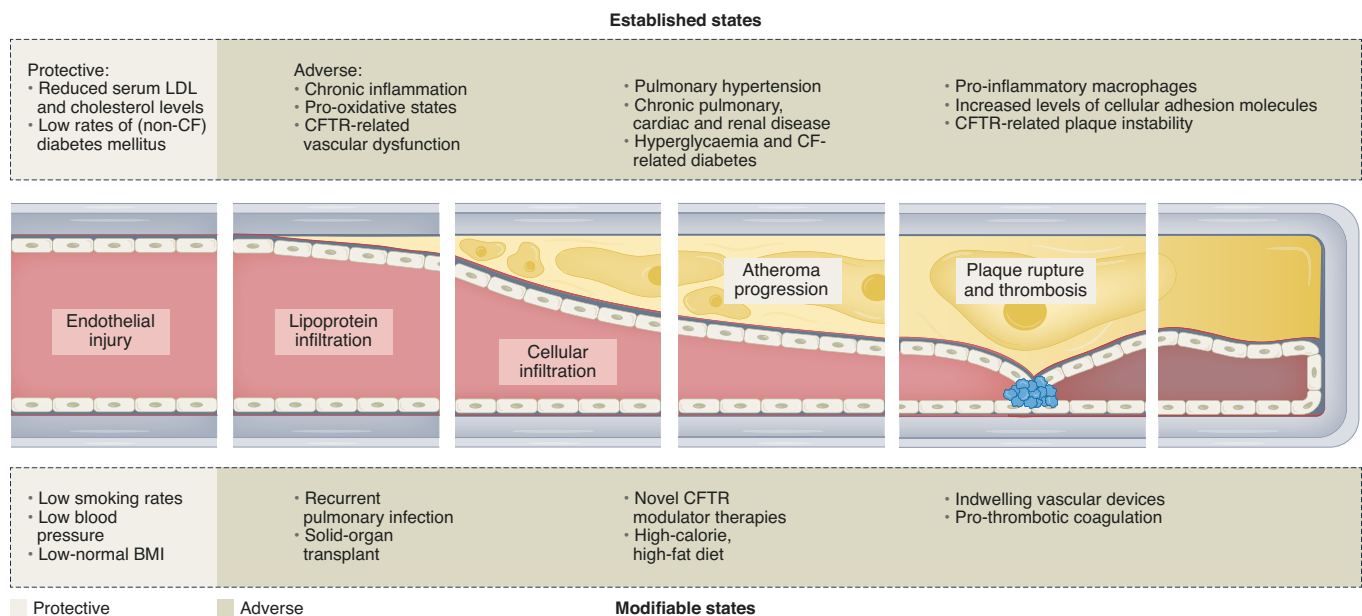 Established states
Protective:
• Reduced serum LDL
and cholesterol levels
• Low rates of (non-CF)
diabetes mellitus
Adverse:
• Chronic inflammation
• Pro-oxidative states
• CFTR-related
vascular dysfunction
• Pulmonary hypertension
• Chronic pulmonary,
cardiac and renal disease
• Hyperglycaemia and CF-
related diabetes
• Pro-inflammatory macrophages
• Increased levels of cellular adhesion molecules
• CFTR-related plaque instability
Endothelial
injury
Lipoprotein
infiltration
Cellular
infiltration
Atheroma
progression
Plaque rupture
and thrombosis
• Low smoking rates
• Low blood
pressure
• Low-normal BMI
• Recurrent
pulmonary infection
• Solid-organ
transplant
• Novel CFTR
modulator therapies
• High-calorie,
high-fat diet
• Indwelling vascular devices
• Pro-thrombotic coagulation
Protective
Adverse
Modifiable states